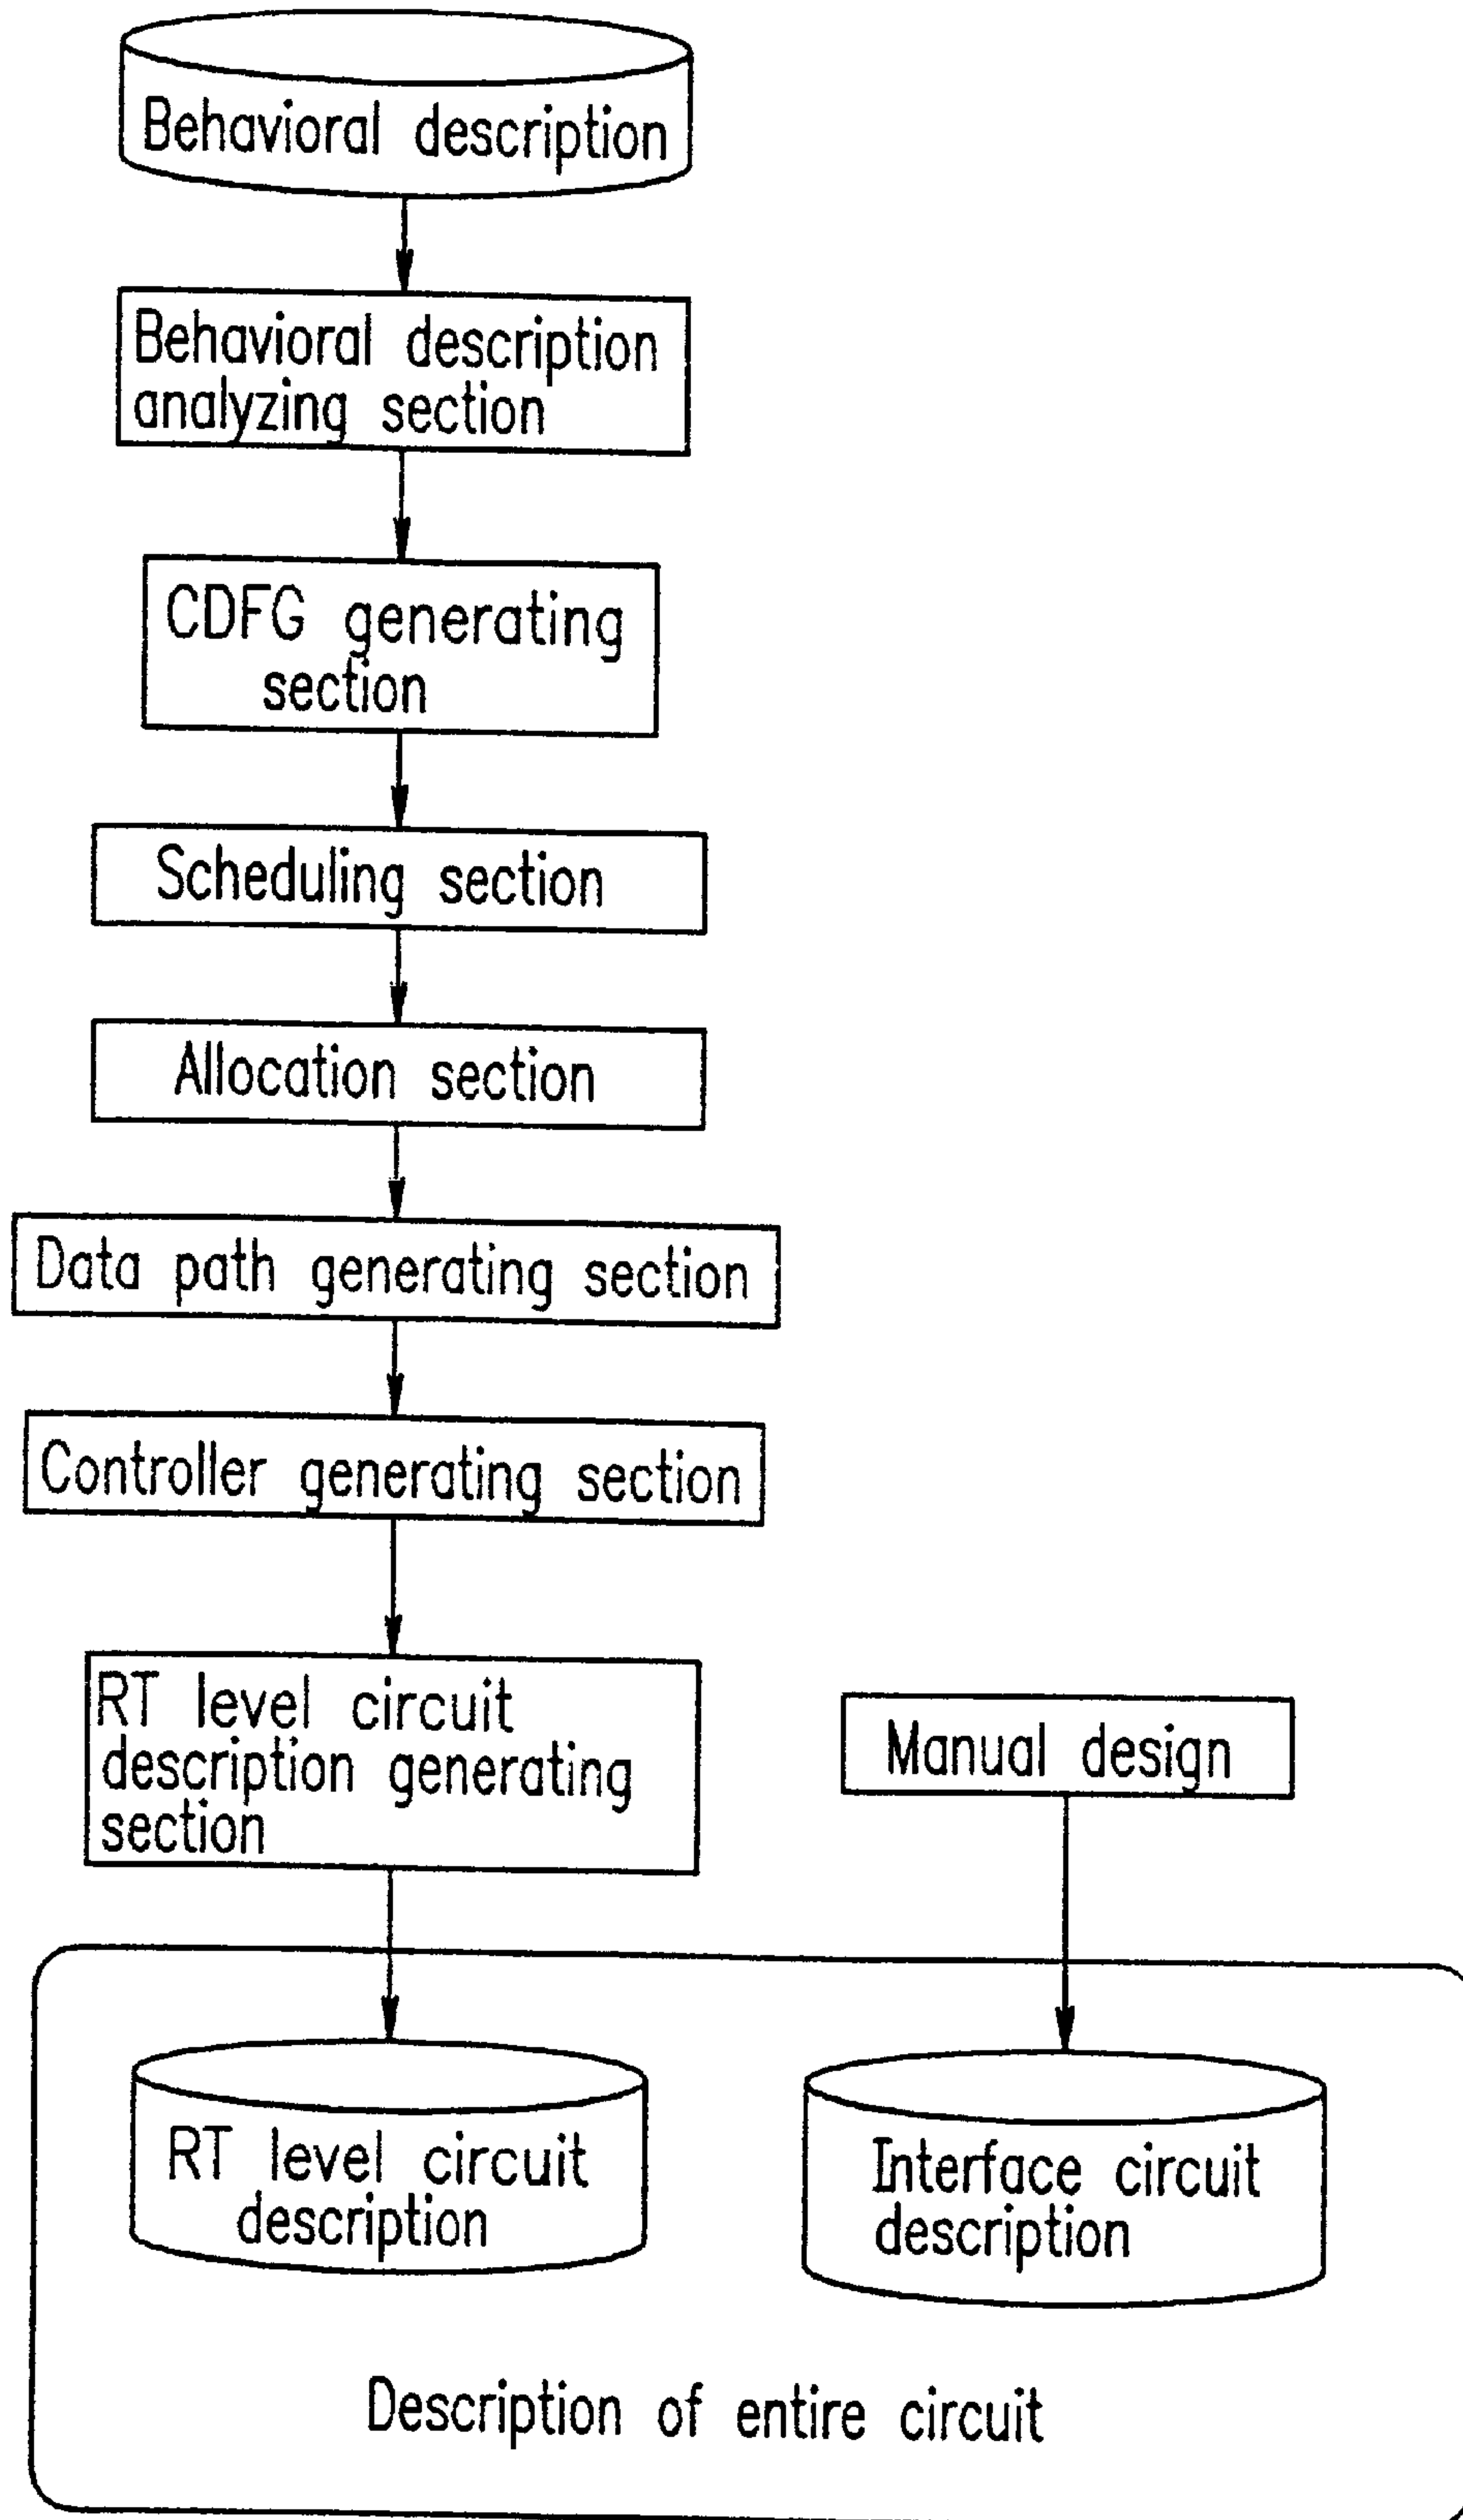 Behavioral description
Behavioral description
analyzing section
CDFG generating
section
Scheduling section
Allocation section
Data path generating section
Controller generating section
RT level circuit
description generating
section
Manual design
RT level circuit
description
Interface circuit
description
Description of entire circuit